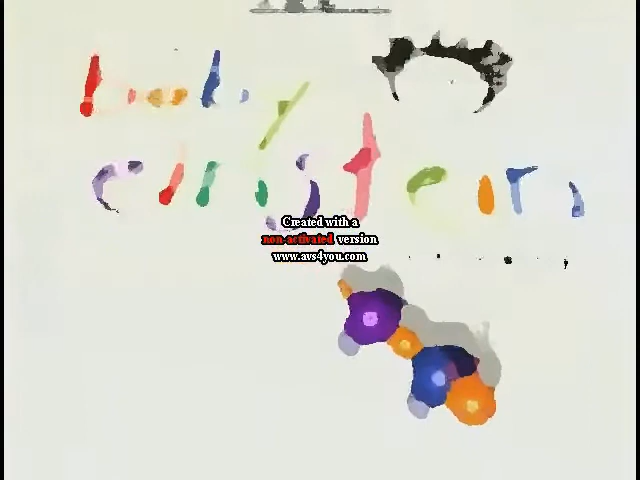 baby
einstein
Created with a
non-activated version
www.avs4you.com